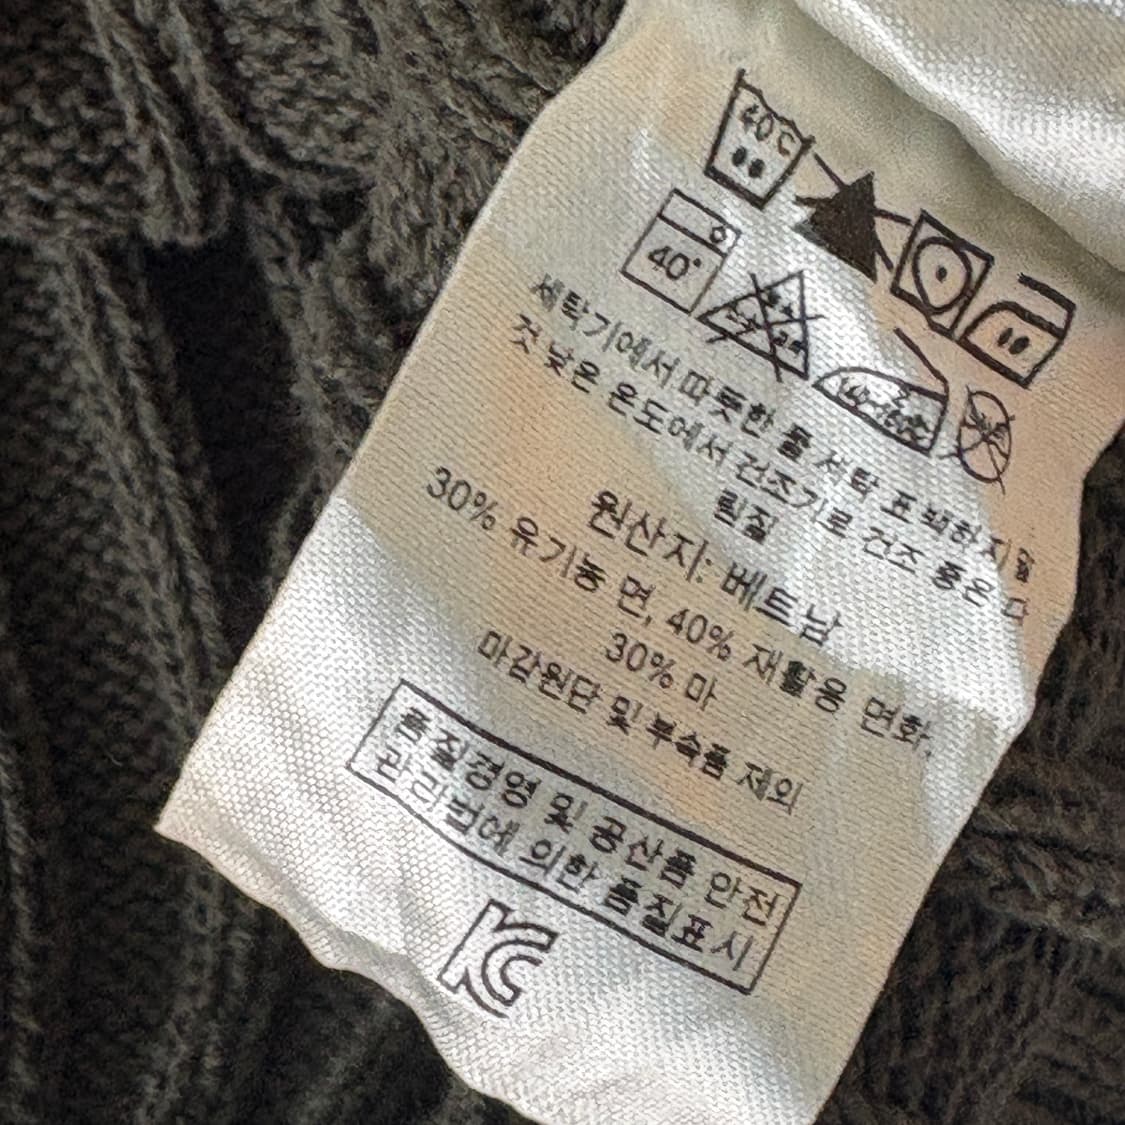 40°C
40°
세탁기에서 따뜻한 물 세탁 표백하지 말
것 낮은 온도에서 건조기로 건조 중온 다
림질
원산지: 베트남
30% 유기농 면, 40% 재활용 면화,
30% 마
마감원단 및 부속품 제외
품질경영 및 공산품 안전
관리법에 의한 품질표시
KC